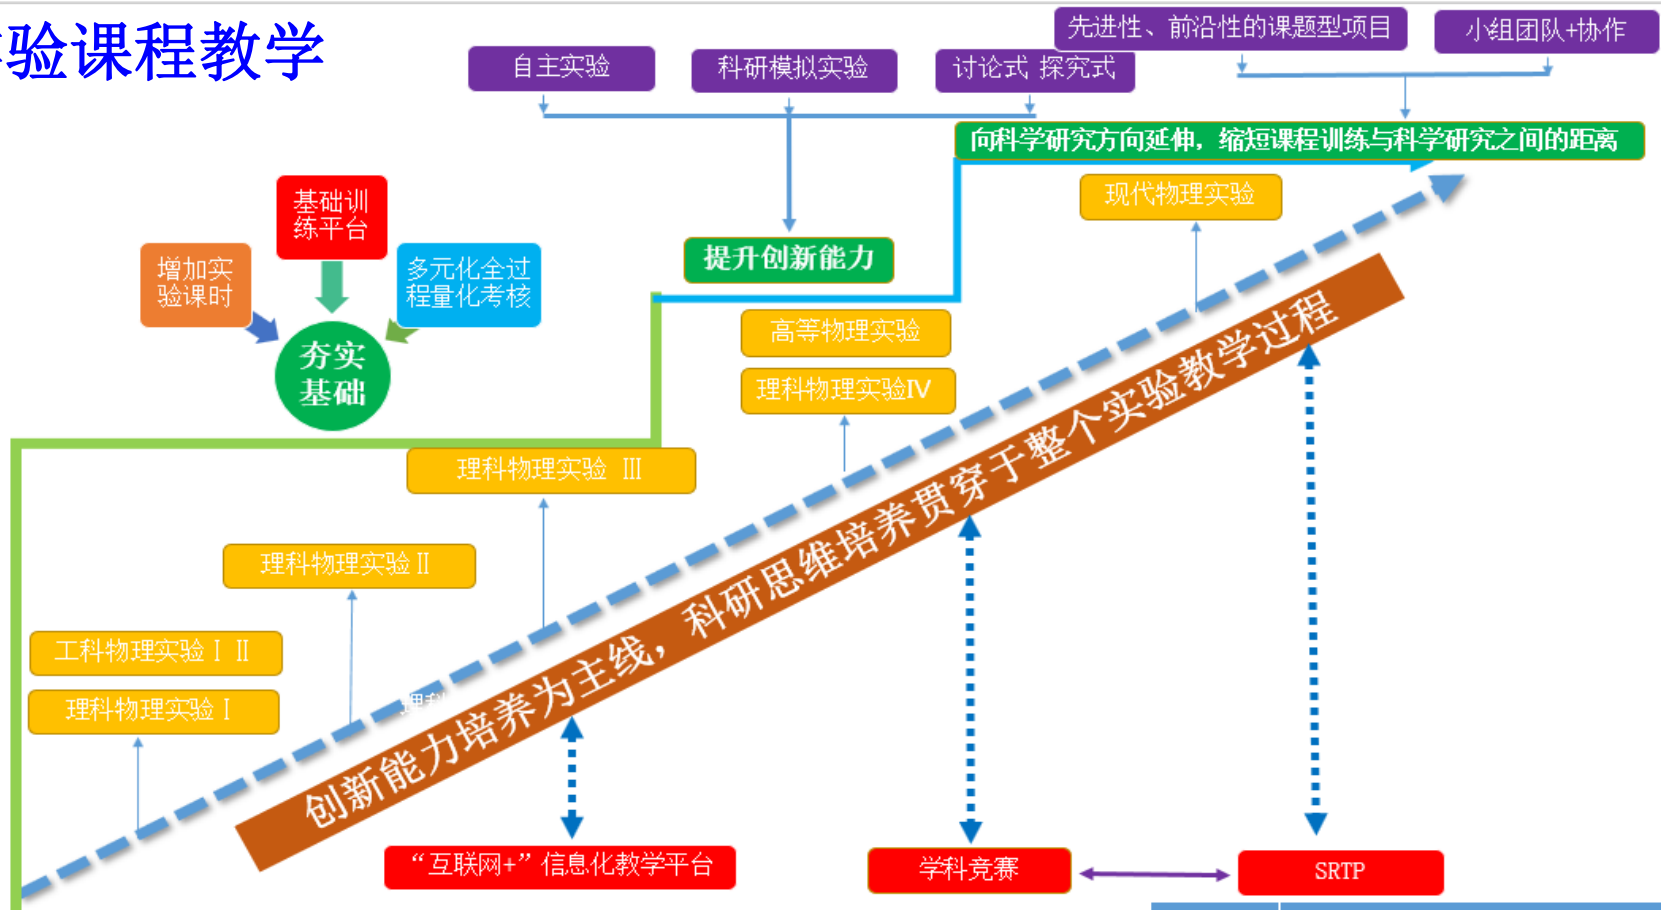 验课程教学
先进性、前沿性的课题型项目
小组团队+协作
自主实验
科研模拟实验
讨论式 探究式
向科学研究方向延伸，缩短课程训练与科学研究之间的距离
现代物理实验
基础训
练平台
增加实
验课时
多元化全过
程量化考核
夯实
基础
提升创新能力
高等物理实验
理科物理实验Ⅳ
理科物理实验 Ⅲ
理科物理实验Ⅱ
工科物理实验Ⅰ Ⅱ
理科物理实验Ⅰ
理科
创新能力培养为主线，科研思维培养贯穿于整个实验教学过程
“互联网+”信息化教学平台
学科竞赛
SRTP